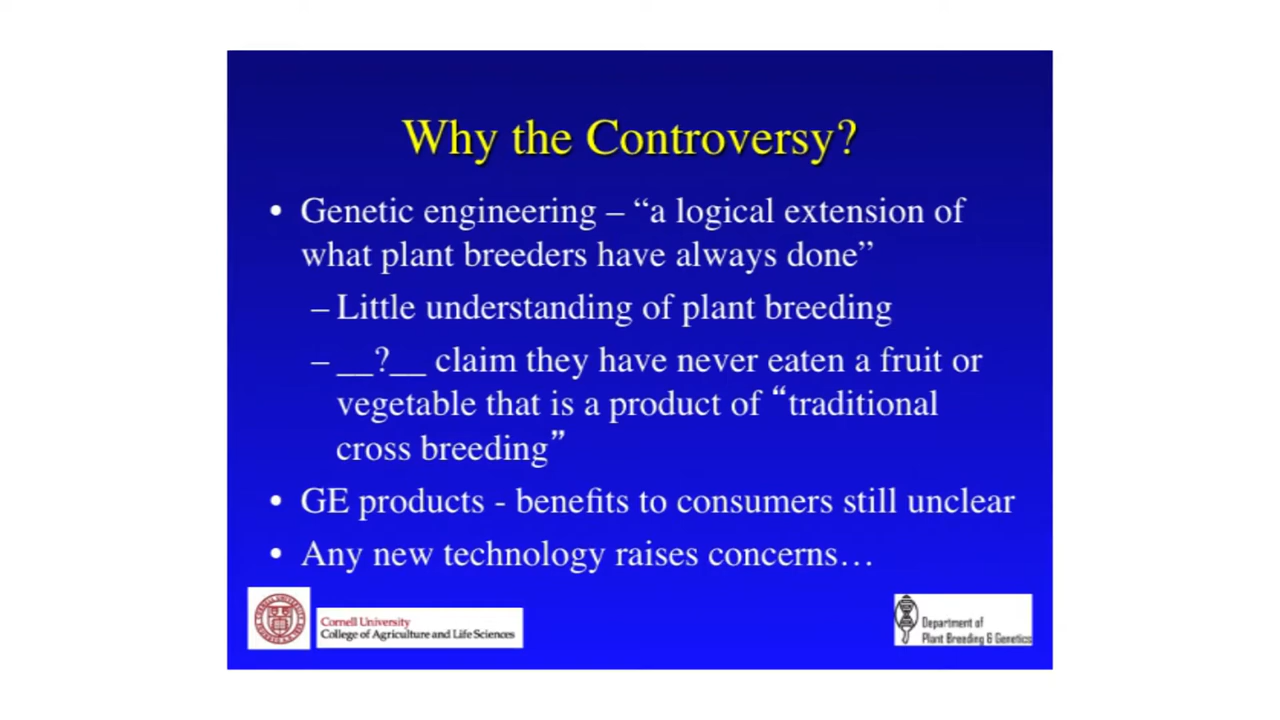 Why the Controversy?
• Genetic engineering – “a logical extension of
what plant breeders have always done”
– Little understanding of plant breeding
– __?__ claim they have never eaten a fruit or
vegetable that is a product of “traditional
cross breeding”
• GE products - benefits to consumers still unclear
• Any new technology raises concerns…
Cornell University
College of Agriculture and Life Sciences
Department of
Plant Breeding & Genetics